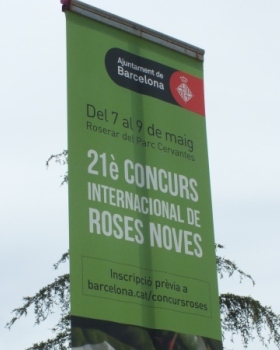 Ajuntament de
Barcelona
Del 7 al 9 de maig
Roserar del Parc Cervantes
21è CONCURS
INTERNACIONAL DE
ROSES NOVES
Inscripció prèvia a
barcelona.cat/concursroses